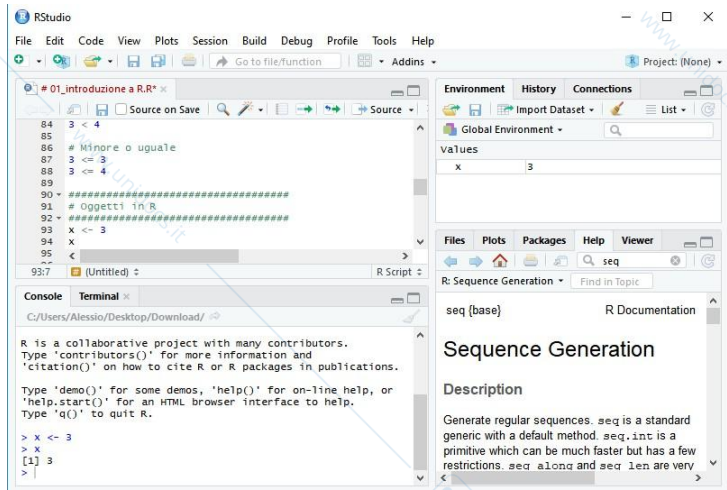 RStudio
File Edit Code View Plots Session Build Debug Profile Tools Help
Go to file/function Addins Project: (None)
# 01_introduzione a R.R*
Source on Save Source
84 3 < 4
85
86 # Minore o uguale
87 3 <= 3
88 3 <= 4
89
90 ###################################
91 # Oggetti in R
92 ###################################
93 x <- 3
94 x
95
93:7 (Untitled) R Script
Console Terminal
C:/Users/Alessio/Desktop/Download/
R is a collaborative project with many contributors.
Type 'contributors()' for more information and
'citation()' on how to cite R or R packages in publications.
Type 'demo()' for some demos, 'help()' for on-line help, or
'help.start()' for an HTML browser interface to help.
Type 'q()' to quit R.
> x <- 3
> x
[1] 3
>
Environment History Connections
Import Dataset List
Global Environment
Values
x 3
Files Plots Packages Help Viewer
seq
R: Sequence Generation Find in Topic
seq {base} R Documentation
Sequence Generation
Description
Generate regular sequences. seq is a standard
generic with a default method. seq.int is a
primitive which can be much faster but has a few
restrictions. seq_along and seq_len are very